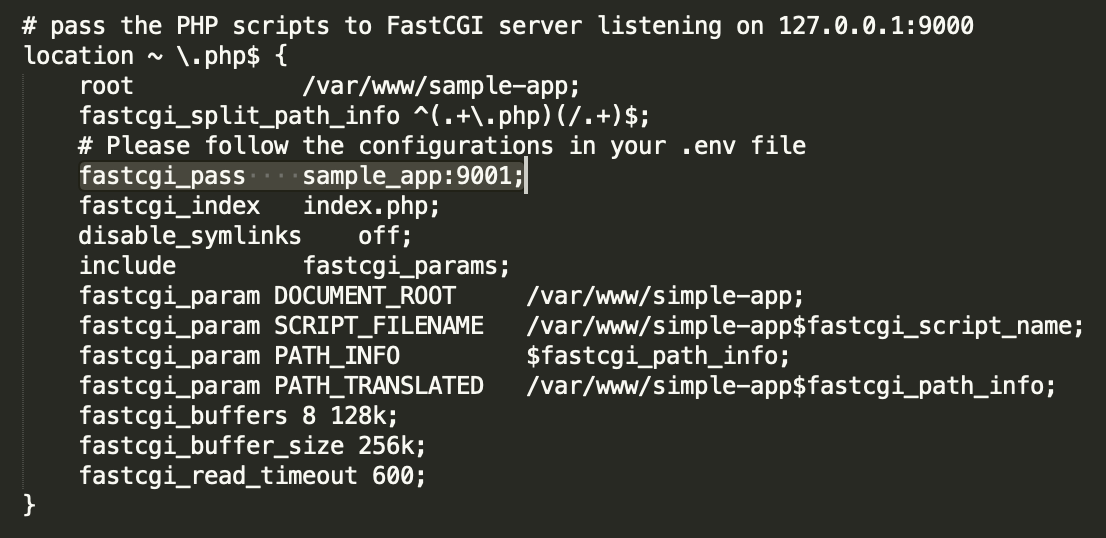 # pass the PHP scripts to FastCGI server listening on 127.0.0.1:9000
location ~ \.php$ {
    root            /var/www/sample-app;
    fastcgi_split_path_info ^(.+\.php)(/.+)$;
    # Please follow the configurations in your .env file
    fastcgi_pass    sample_app:9001;
    fastcgi_index   index.php;
    disable_symlinks    off;
    include         fastcgi_params;
    fastcgi_param DOCUMENT_ROOT     /var/www/simple-app;
    fastcgi_param SCRIPT_FILENAME   /var/www/simple-app$fastcgi_script_name;
    fastcgi_param PATH_INFO         $fastcgi_path_info;
    fastcgi_param PATH_TRANSLATED   /var/www/simple-app$fastcgi_path_info;
    fastcgi_buffers 8 128k;
    fastcgi_buffer_size 256k;
    fastcgi_read_timeout 600;
}